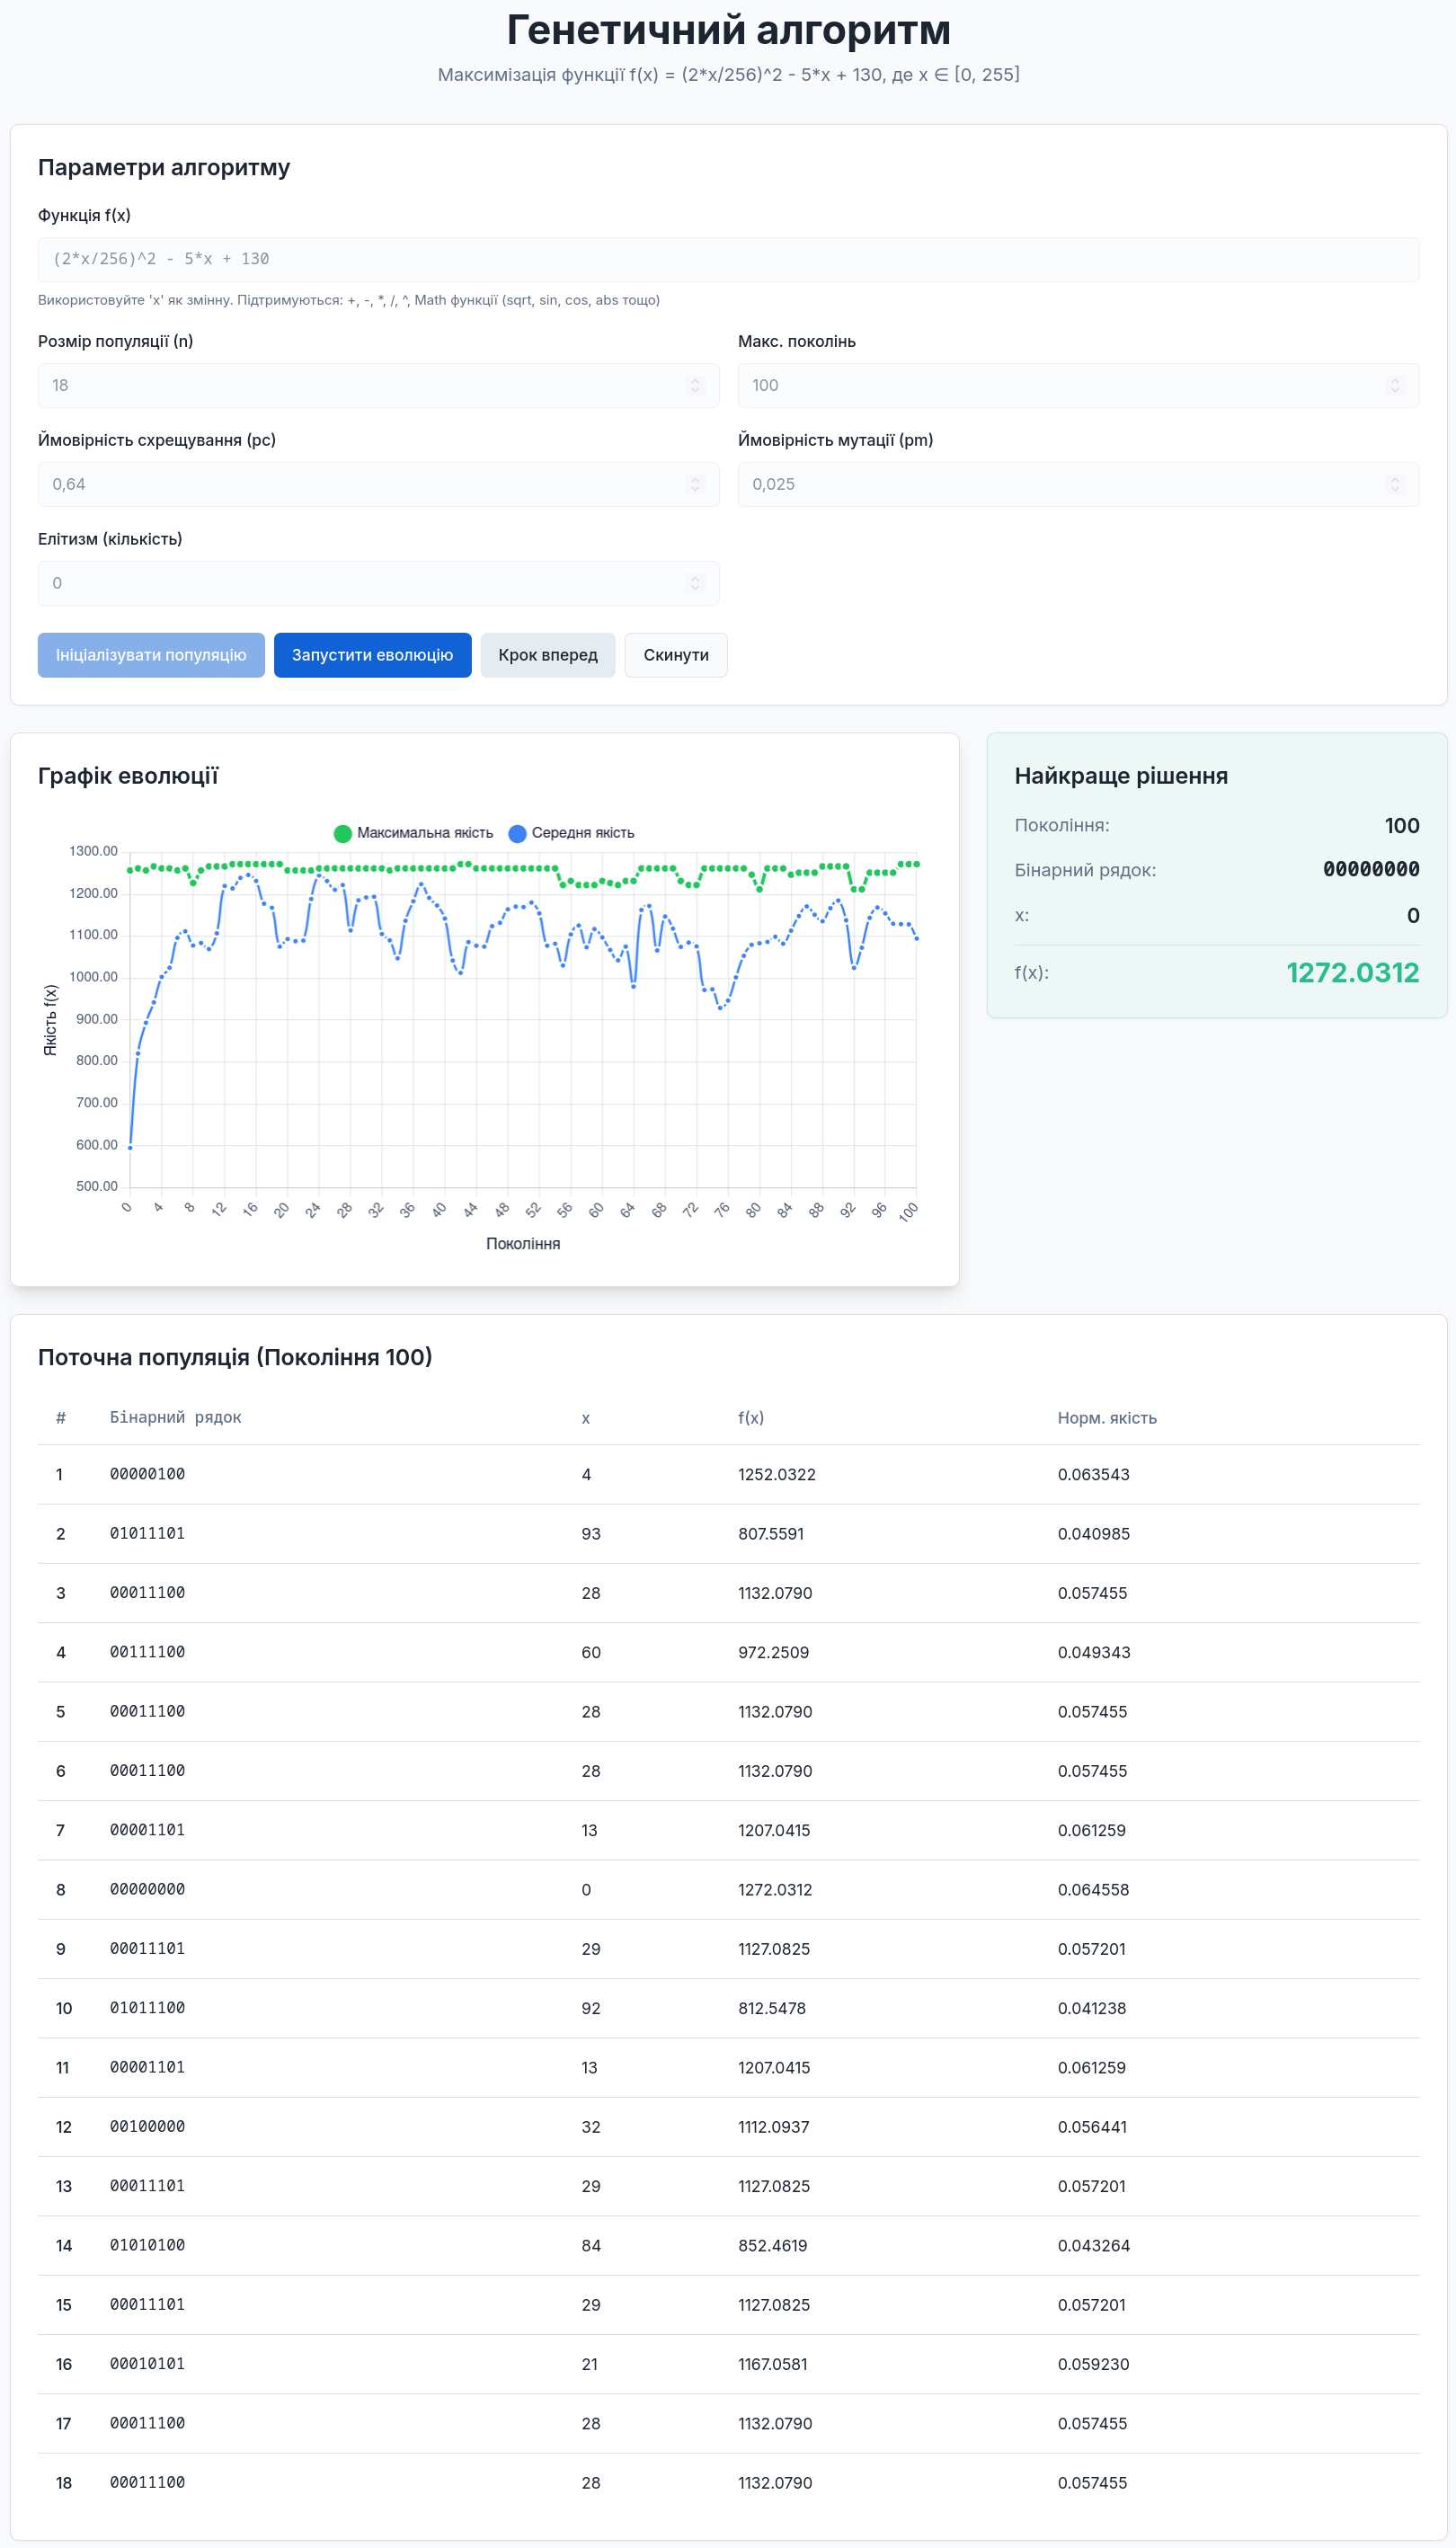 Генетичний алгоритм
Максимізація функції f(x) = (2*x/256)^2 - 5*x + 130, де x ∈ [0, 255]
Параметри алгоритму
Функція f(x)
(2*x/256)^2 - 5*x + 130
Використовуйте 'x' як змінну. Підтримуються: +, -, *, /, ^, Math функції (sqrt, sin, cos, abs тощо)
Розмір популяції (n) Макс. поколінь
18 100
Ймовірність схрещування (pc) Ймовірність мутації (pm)
0,64 0,025
Елітизм (кількість)
0
Ініціалізувати популяцію Запустити еволюцію Крок вперед Скинути
Графік еволюції
Максимальна якість Середня якість
1300.00
1200.00
1100.00
1000.00
900.00
800.00
700.00
600.00
500.00
Якість f(x)
0 4 8 12 16 20 24 28 32 36 40 44 48 52 56 60 64 68 72 76 80 84 88 92 96 100
Покоління
Найкраще рішення
Покоління: 100
Бінарний рядок: 00000000
x: 0
f(x): 1272.0312
Поточна популяція (Покоління 100)
# Бінарний рядок x f(x) Норм. якість
1 00000100 4 1252.0322 0.063543
2 01011101 93 807.5591 0.040985
3 00011100 28 1132.0790 0.057455
4 00111100 60 972.2509 0.049343
5 00011100 28 1132.0790 0.057455
6 00011100 28 1132.0790 0.057455
7 00001101 13 1207.0415 0.061259
8 00000000 0 1272.0312 0.064558
9 00011101 29 1127.0825 0.057201
10 01011100 92 812.5478 0.041238
11 00001101 13 1207.0415 0.061259
12 00100000 32 1112.0937 0.056441
13 00011101 29 1127.0825 0.057201
14 01010100 84 852.4619 0.043264
15 00011101 29 1127.0825 0.057201
16 00010101 21 1167.0581 0.059230
17 00011100 28 1132.0790 0.057455
18 00011100 28 1132.0790 0.057455